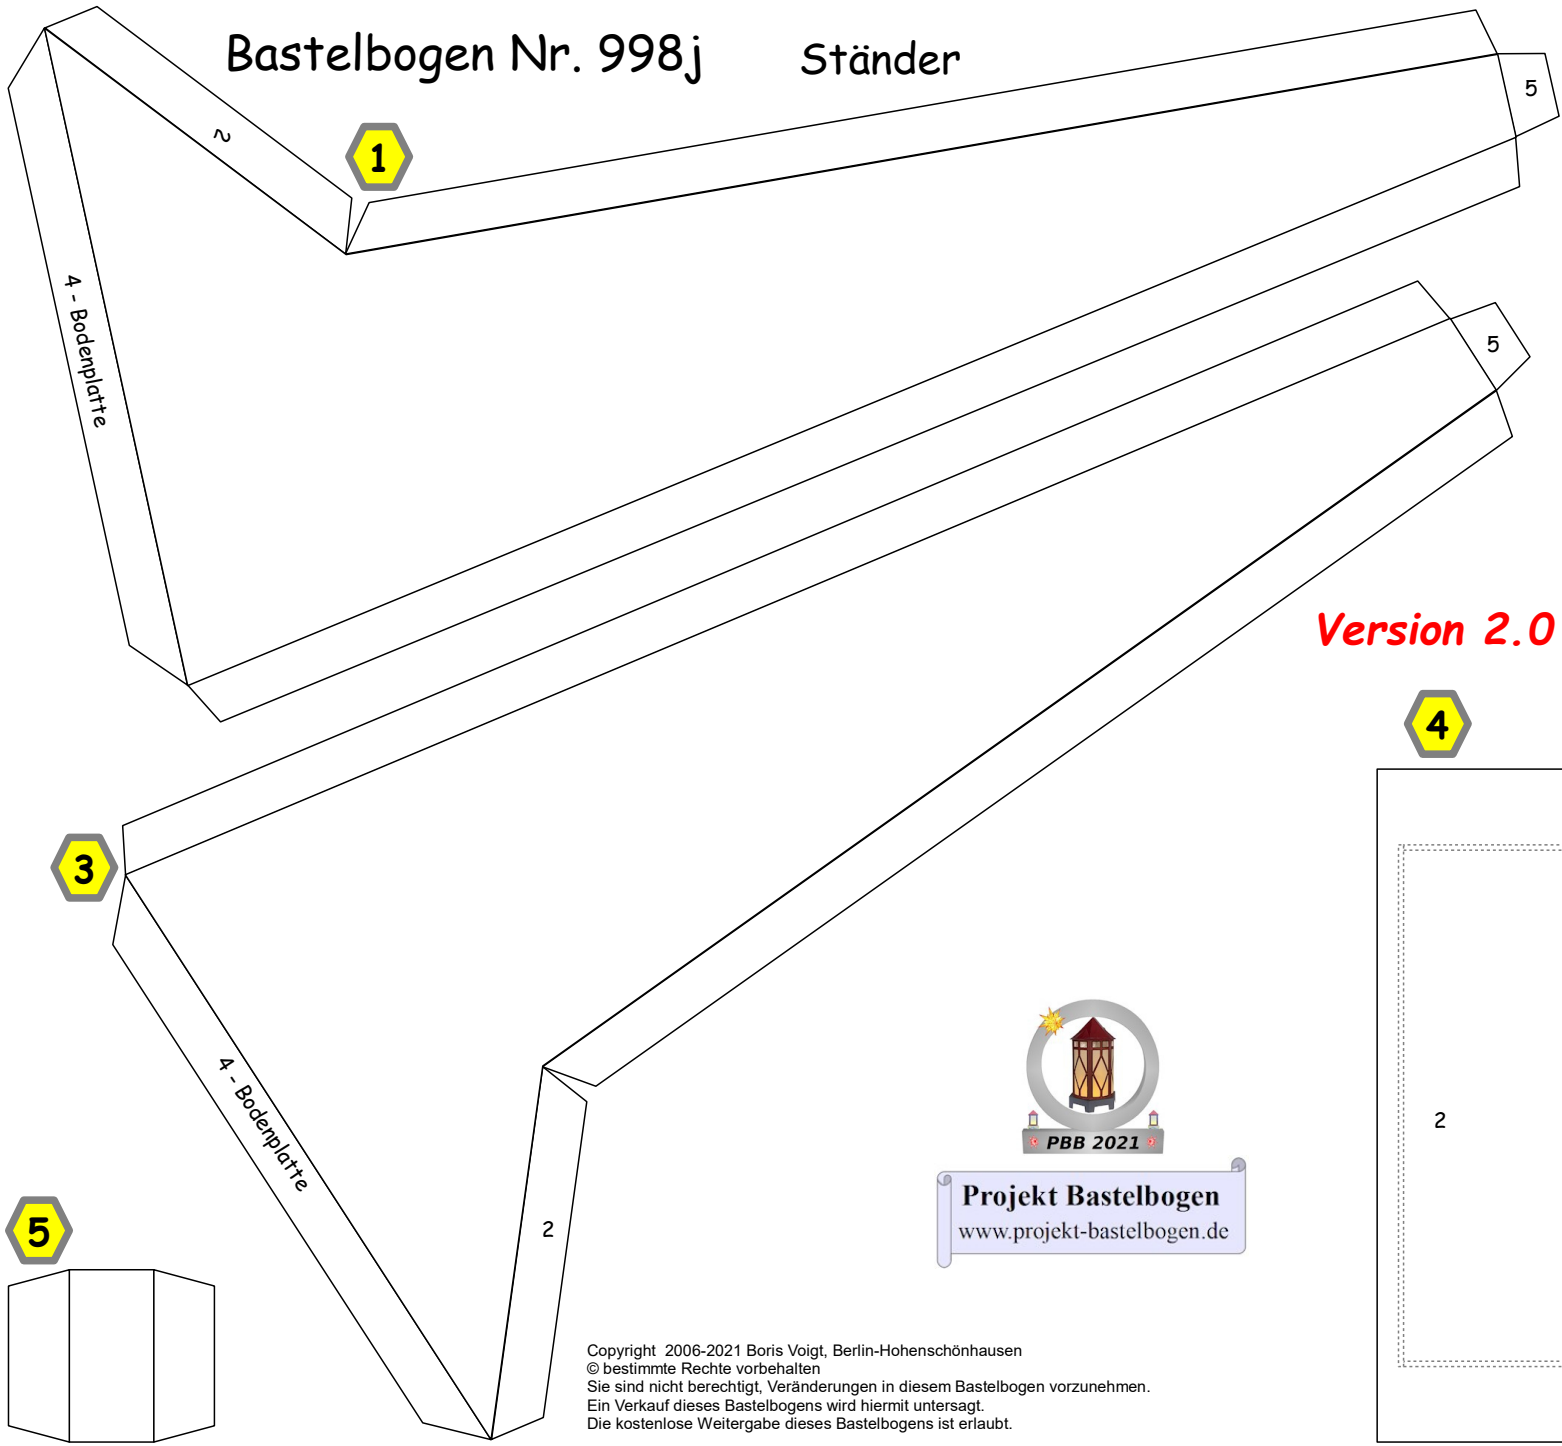 Bastelbogen Nr. 998j
Ständer
5
2
1
4 - Bodenplatte
5
Version 2.0
4
3
2
4 - Bodenplatte
2
5
PBB 2021
Projekt Bastelbogen
www.projekt-bastelbogen.de
Copyright 2006-2021 Boris Voigt, Berlin-Hohenschönhausen
© bestimmte Rechte vorbehalten
Sie sind nicht berechtigt, Veränderungen in diesem Bastelbogen vorzunehmen.
Ein Verkauf dieses Bastelbogens wird hiermit untersagt.
Die kostenlose Weitergabe dieses Bastelbogens ist erlaubt.